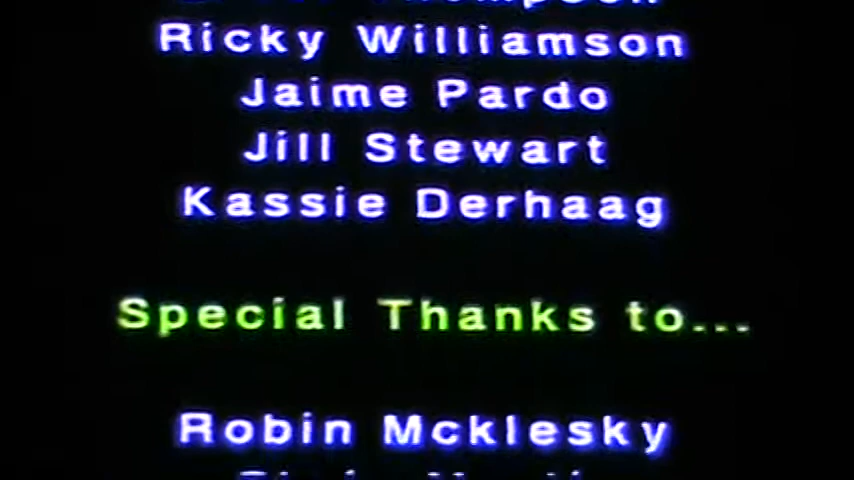 Ricky Williamson
Jaime Pardo
Jill Stewart
Kassie Derhaag
Special Thanks to...
Robin Mcklesky